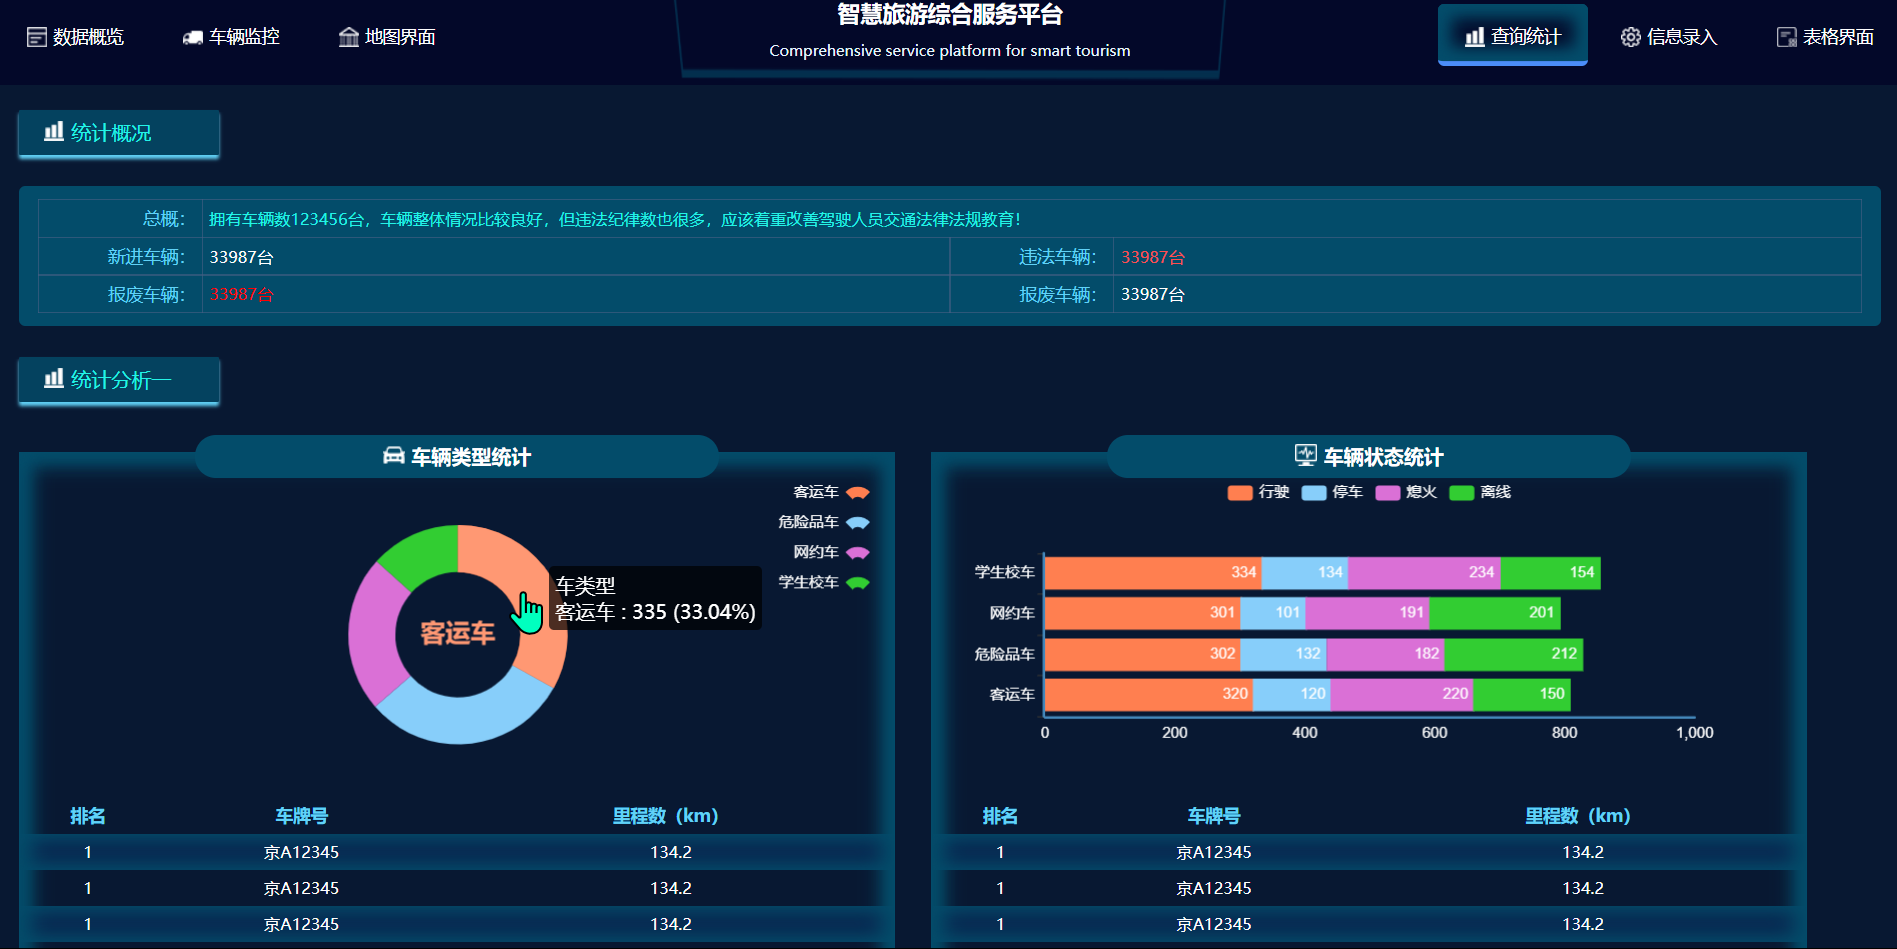 数据概览
车辆监控
地图界面
智慧旅游综合服务平台
Comprehensive service platform for smart tourism
查询统计
信息录入
表格界面
统计概况
总概：
拥有车辆数123456台，车辆整体情况比较良好，但违法纪律数也很多，应该着重改善驾驶人员交通法律法规教育！
新进车辆：
33987台
违法车辆：
33987台
报废车辆：
33987台
报废车辆：
33987台
统计分析一
车辆类型统计
客运车
危险品车
网约车
学生校车
车类型
客运车 : 335 (33.04%)
客运车
排名 车牌号 里程数（km）
1 京A12345 134.2
1 京A12345 134.2
1 京A12345 134.2
车辆状态统计
行驶 停车 熄火 离线
学生校车 334 134 234 154
网约车 301 101 191 201
危险品车 302 132 182 212
客运车 320 120 220 150
0 200 400 600 800 1,000
排名 车牌号 里程数（km）
1 京A12345 134.2
1 京A12345 134.2
1 京A12345 134.2